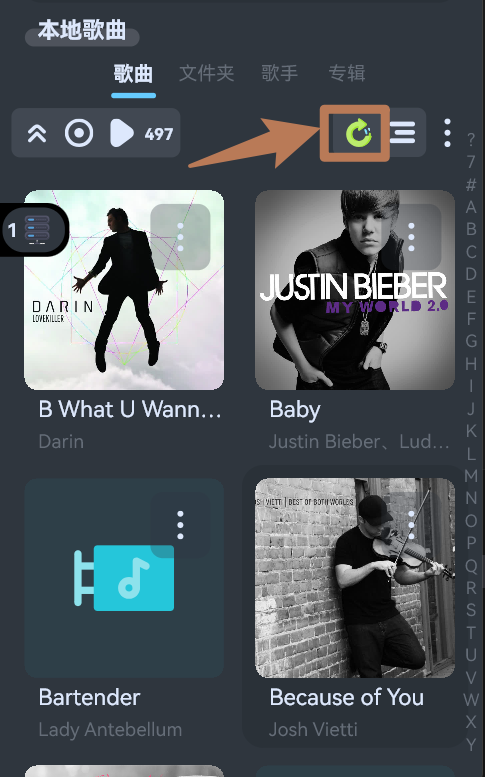 本地歌曲
歌曲 文件夹 歌手 专辑
497
1
DARIN
LOVEKILLER
JUSTIN BIEBER
MY WORLD 2.0
B What U Wann...
Baby
Darin
Justin Bieber、Lud...
JOSH VIETTI | BEST OF BOTH WORLDS
Bartender
Because of You
Lady Antebellum
Josh Vietti
?
7
#
A
B
C
D
E
F
G
H
I
J
K
L
M
N
O
P
Q
R
S
T
U
V
W
X
Y